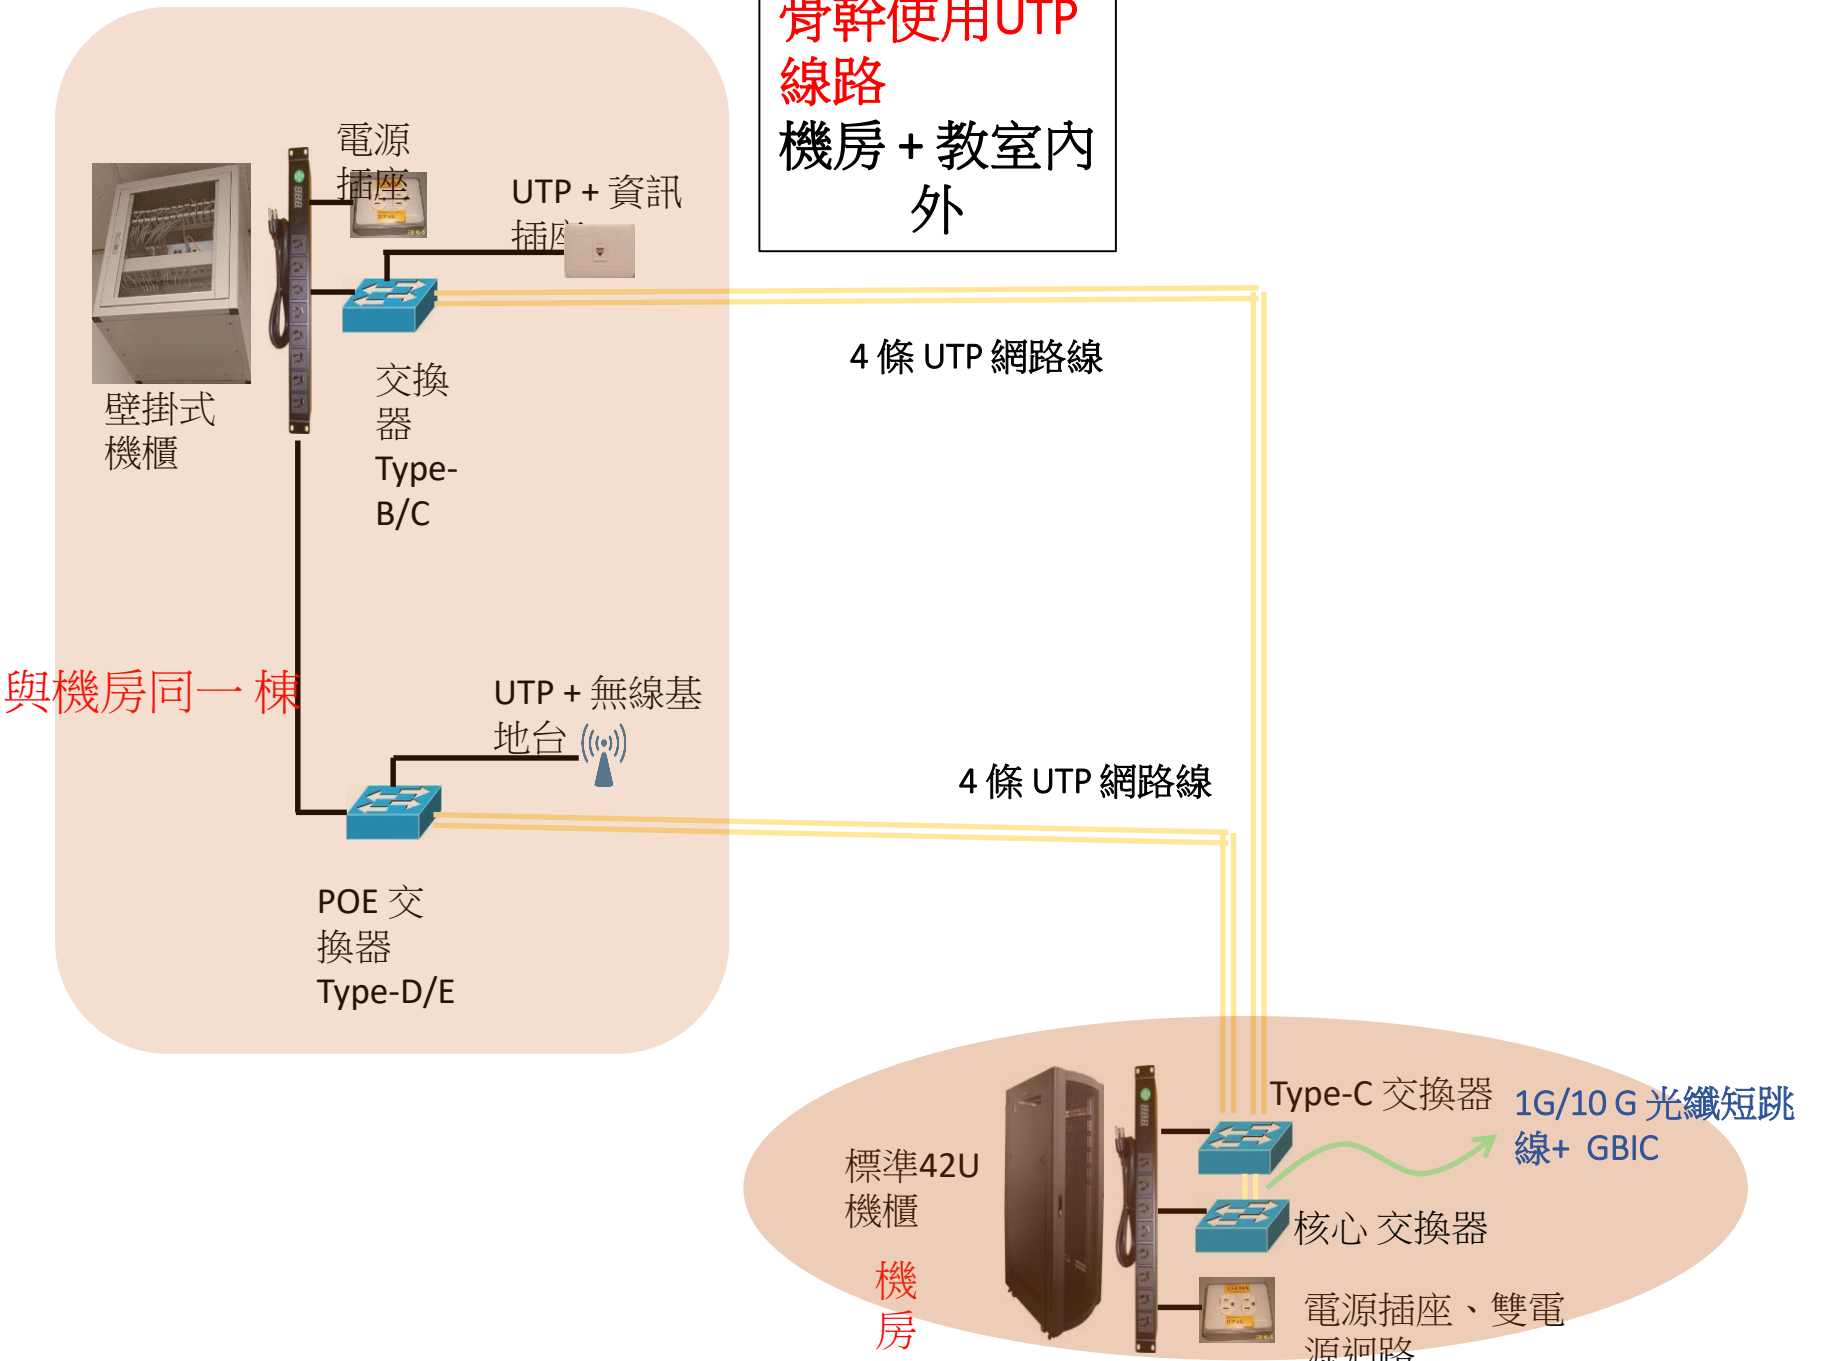 骨幹使用UTP
線路
機房 + 教室內
外
電源
插座
UTP + 資訊
插座
4 條 UTP 網路線
壁掛式
機櫃
交換
器
Type-
B/C
與機房同一 棟
UTP + 無線基
地台
4 條 UTP 網路線
POE 交
換器
Type-D/E
Type-C 交換器
1G/10 G 光纖短跳
線+ GBIC
標準42U
機櫃
核心 交換器
機
房
電源插座、雙電
源迴路